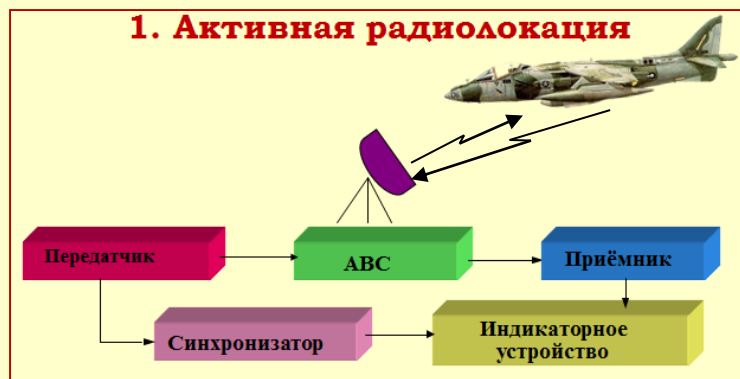 1. Активная радиолокация
Передатчик
АВС
Приёмник
Синхронизатор
Индикаторное
устройство